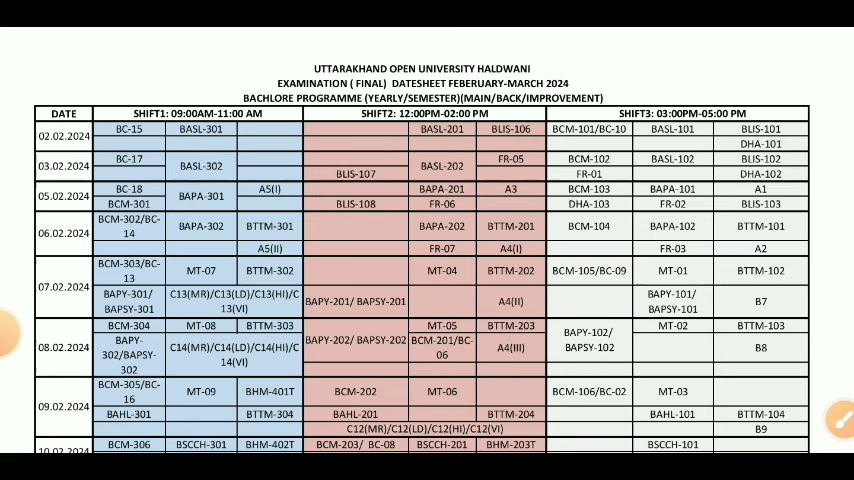 UTTARAKHAND OPEN UNIVERSITY HALDWANI
EXAMINATION ( FINAL) DATESHEET FEBERUARY-MARCH 2024
BACHLORE PROGRAMME (YEARLY/SEMESTER)(MAIN/BACK/IMPROVEMENT)
DATE SHIFT1: 09:00AM-11:00 AM SHIFT2: 12:00PM-02:00 PM SHIFT3: 03:00PM-05:00 PM
02.02.2024 BC-15 BASL-301 BASL-201 BLIS-106 BCM-101/BC-10 BASL-101 BLIS-101
DHA-101
03.02.2024 BC-17 BASL-302 BASL-202 FR-05 BCM-102 BASL-102 BLIS-102
BLIS-107 FR-01 DHA-102
05.02.2024 BC-18 BAPA-301 A5(I) BAPA-201 A3 BCM-103 BAPA-101 A1
BCM-301 BLIS-108 FR-06 DHA-103 FR-02 BLIS-103
06.02.2024 BCM-302/BC-
14 BAPA-302 BTTM-301 BAPA-202 BTTM-201 BCM-104 BAPA-102 BTTM-101
A5(II) FR-07 A4(I) FR-03 A2
07.02.2024 BCM-303/BC-
13 MT-07 BTTM-302 MT-04 BTTM-202 BCM-105/BC-09 MT-01 BTTM-102
BAPY-301/
BAPSY-301 C13(MR)/C13(LD)/C13(HI)/C
13(VI) BAPY-201/ BAPSY-201 A4(II) BAPY-101/
BAPSY-101 B7
08.02.2024 BCM-304 MT-08 BTTM-303 BAPY-202/ BAPSY-202 MT-05 BTTM-203 BAPY-102/
BAPSY-102 MT-02 BTTM-103
BAPY-
302/BAPSY-
302 C14(MR)/C14(LD)/C14(HI)/C
14(VI) BCM-201/BC-
06 A4(III) B8
09.02.2024 BCM-305/BC-
16 MT-09 BHM-401T BCM-202 MT-06 BCM-106/BC-02 MT-03
BAHL-301 BTTM-304 BAHL-201 BTTM-204 BAHL-101 BTTM-104
C12(MR)/C12(LD)/C12(HI)/C12(VI) B9
10.02.2024 BCM-306 BSCCH-301 BHM-402T BCM-203/ BC-08 BSCCH-201 BHM-203T BSCCH-101